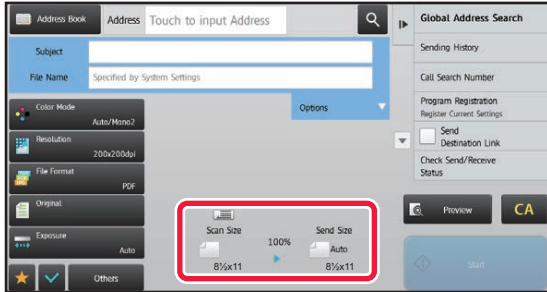 Address Book
Address
Touch to input Address
Subject
File Name
Specified by System Settings
Options
Color Mode
Auto/Mono2
Resolution
200x200dpi
File Format
PDF
Original
Exposure
Auto
Others
Scan Size
100%
Send Size
Auto
8½x11
8½x11
Global Address Search
Sending History
Call Search Number
Program Registration
Register Current Settings
Send
Destination Link
Check Send/Receive
Status
Preview
CA
Start